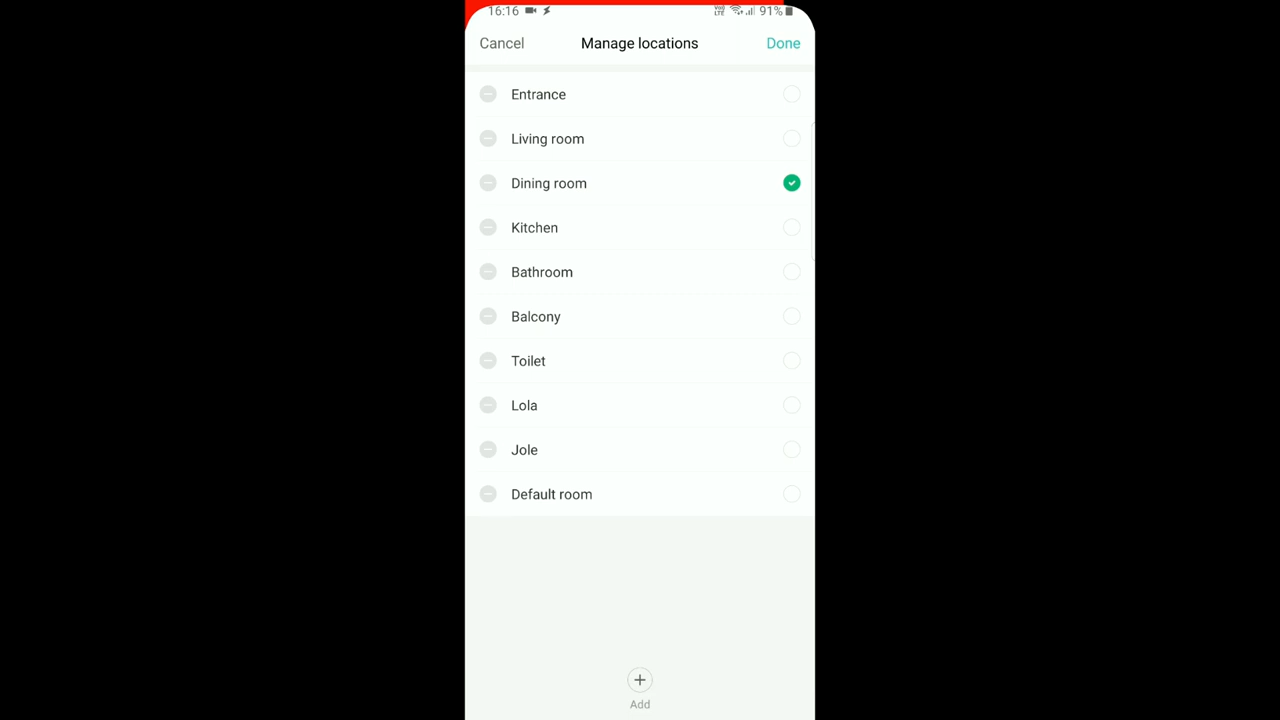 16:16 91%
Cancel Manage locations Done
Entrance
Living room
Dining room
Kitchen
Bathroom
Balcony
Toilet
Lola
Jole
Default room
Add